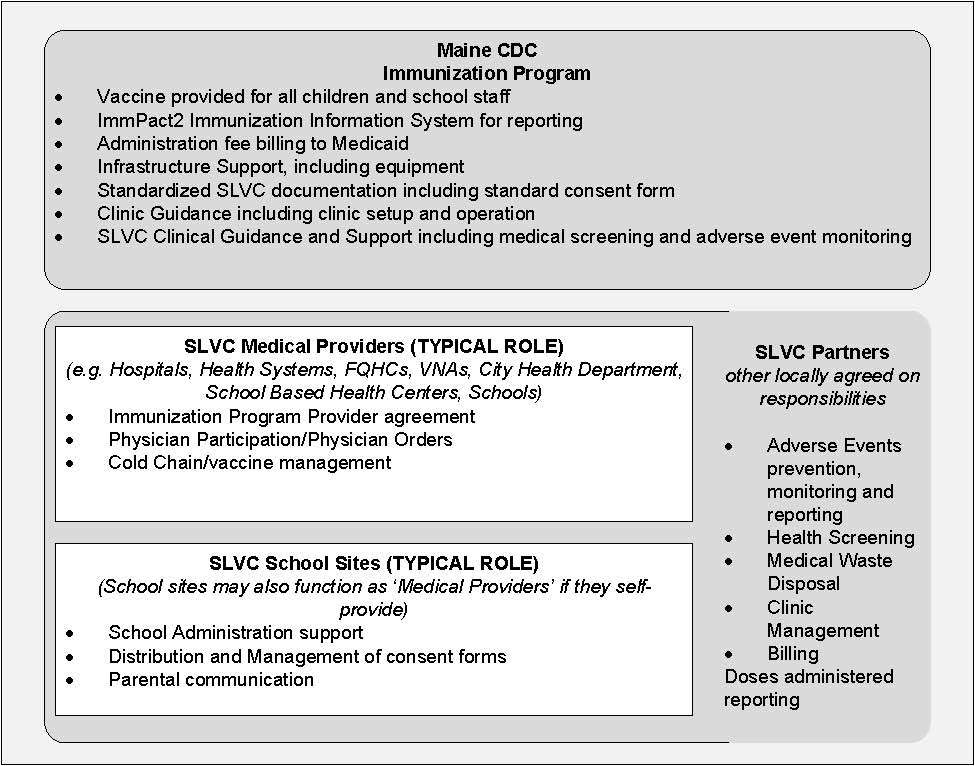 Maine CDC
Immunization Program
• Vaccine provided for all children and school staff
• ImmPact2 Immunization Information System for reporting
• Administration fee billing to Medicaid
• Infrastructure Support, including equipment
• Standardized SLVC documentation including standard consent form
• Clinic Guidance including clinic setup and operation
• SLVC Clinical Guidance and Support including medical screening and adverse event monitoring
SLVC Medical Providers (TYPICAL ROLE)
(e.g. Hospitals, Health Systems, FQHCs, VNAs, City Health Department,
School Based Health Centers, Schools)
• Immunization Program Provider agreement
• Physician Participation/Physician Orders
• Cold Chain/vaccine management
SLVC School Sites (TYPICAL ROLE)
(School sites may also function as ‘Medical Providers’ if they self-
provide)
• School Administration support
• Distribution and Management of consent forms
• Parental communication
SLVC Partners
other locally agreed on
responsibilities
• Adverse Events
prevention,
monitoring and
reporting
• Health Screening
• Medical Waste
Disposal
• Clinic
Management
• Billing
Doses administered
reporting